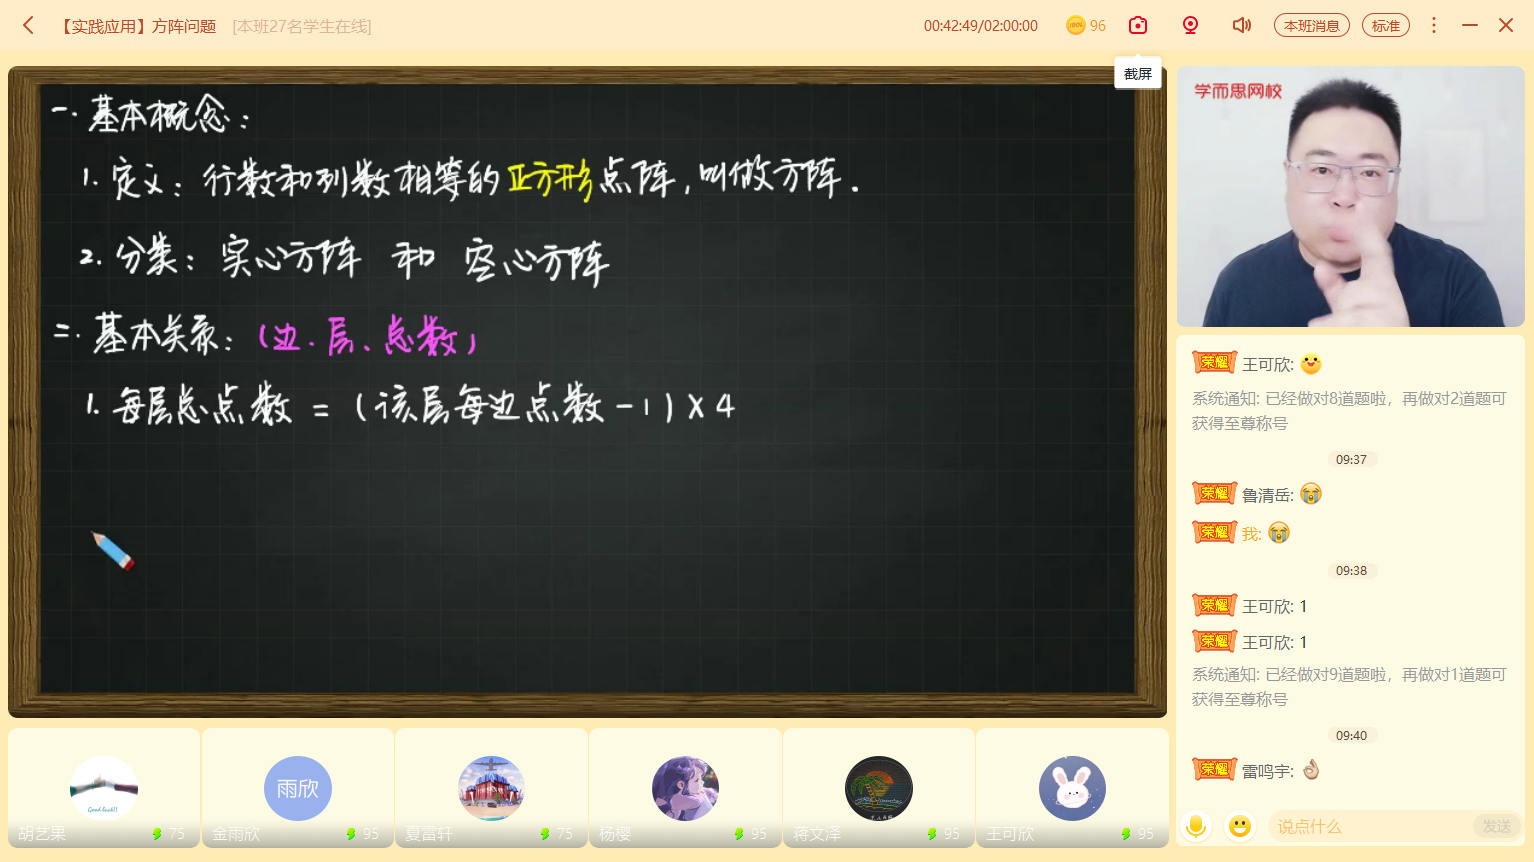 【实践应用】方阵问题 [本班27名学生在线]
00:42:49/02:00:00
96
本班消息
标准
截屏
一.基本概念:
1.定义:行数和列数相等的正方形点阵,叫做方阵.
2.分类:实心方阵 和 空心方阵
二.基本关系:(边.层、总数)
1.每层总点数=(该层每边点数-1)×4
学而思网校
荣耀 王可欣:
系统通知: 已经做对8道题啦，再做对2道题可
获得至尊称号
09:37
荣耀 鲁清岳:
荣耀 我:
09:38
荣耀 王可欣: 1
荣耀 王可欣: 1
系统通知: 已经做对9道题啦，再做对1道题可
获得至尊称号
09:40
荣耀 雷鸣宇:
说点什么
发送
Good luck!!
胡艺果 75
雨欣
金雨欣 95
夏富轩 75
杨樱 95
蒋文泽 95
王可欣 95